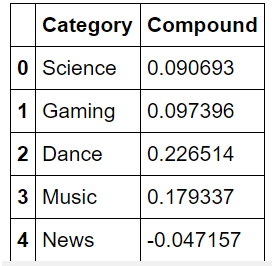 Category Compound
0 Science 0.090693
1 Gaming 0.097396
2 Dance 0.226514
3 Music 0.179337
4 News -0.047157